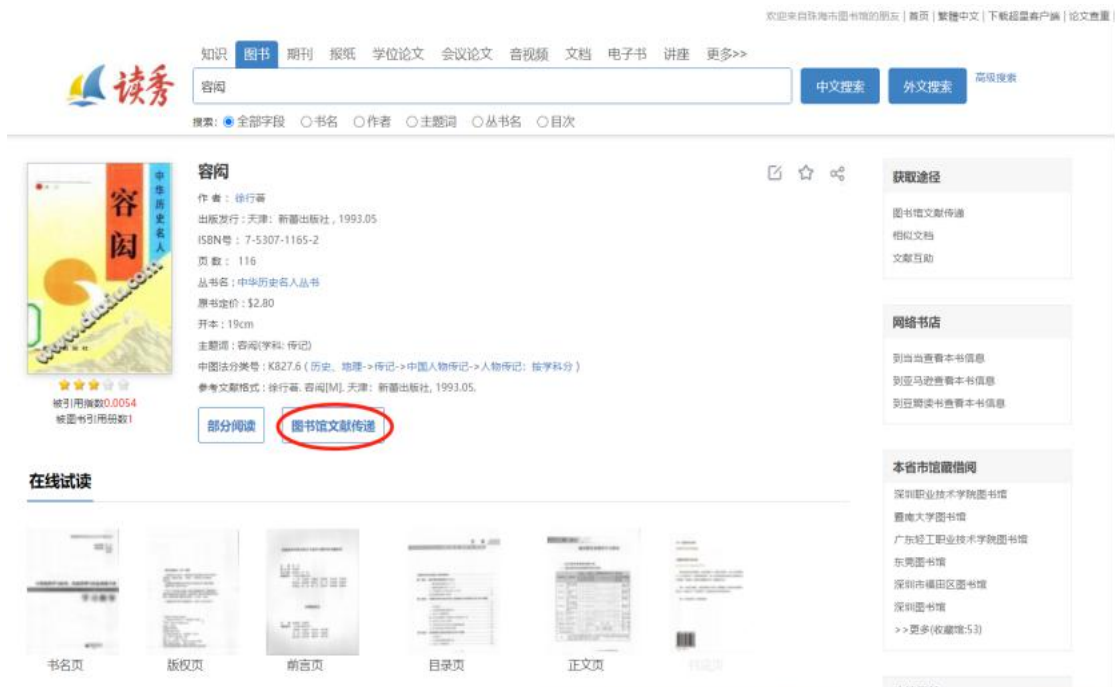 欢迎来自珠海市图书馆的朋友 | 首页 | 繁體中文 | 下载超星客户端 | 论文查重
读秀
知识 图书 期刊 报纸 学位论文 会议论文 音视频 文档 电子书 讲座 更多>>
容闳
中文搜索
外文搜索
高级搜索
搜索: 全部字段 书名 作者 主题词 丛书名 目次
中华历史名人
容闳
www.duxiu.com
被引用指数0.0054
被图书引用册数1
容闳
作 者 : 徐行著
出版发行 : 天津: 新蕾出版社 , 1993.05
ISBN号 : 7-5307-1165-2
页 数 : 116
丛书名 : 中华历史名人丛书
原书定价 : $2.80
开本 : 19cm
主题词 : 容闳(学科: 传记)
中图法分类号 : K827.6 ( 历史、地理->传记->中国人物传记->人物传记: 按学科分 )
参考文献格式 : 徐行著. 容闳[M]. 天津: 新蕾出版社, 1993.05.
部分阅读
图书馆文献传递
在线试读
书名页
版权页
前言页
目录页
正文页
获取途径
图书馆文献传递
相似文档
文献互助
网络书店
到当当查看本书信息
到亚马逊查看本书信息
到豆瓣读书查看本书信息
本省市馆藏借阅
深圳职业技术学院图书馆
暨南大学图书馆
广东轻工职业技术学院图书馆
东莞图书馆
深圳市福田区图书馆
深圳图书馆
>>更多(收藏馆:53)